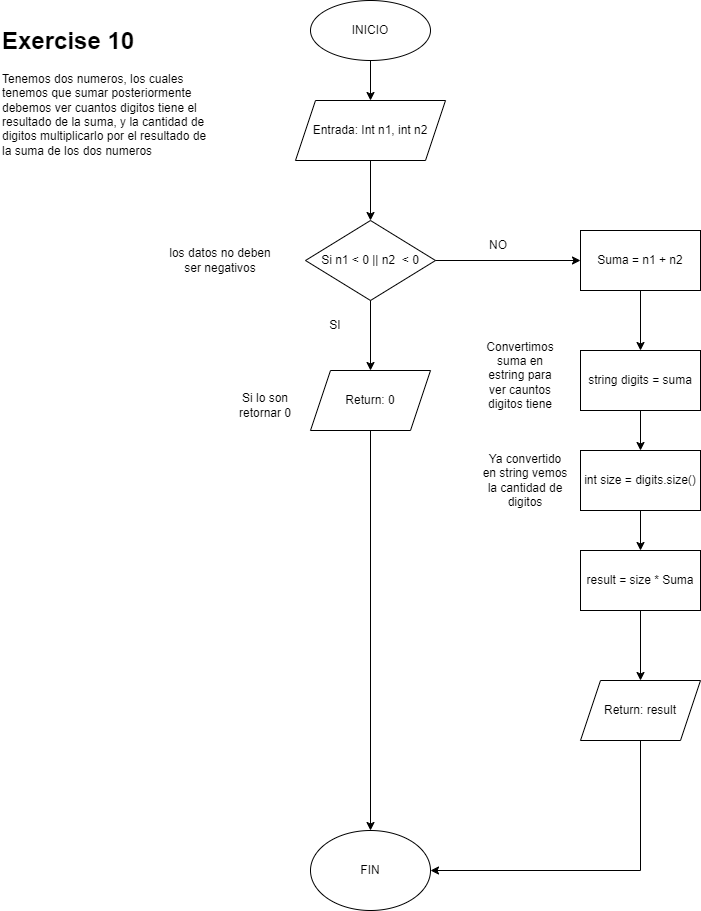 INICIO
Exercise 10
Tenemos dos numeros, los cuales
tenemos que sumar posteriormente
debemos ver cuantos digitos tiene el
resultado de la suma, y la cantidad de
digitos multiplicarlo por el resultado de
la suma de los dos numeros
Entrada: Int n1, int n2
los datos no deben
ser negativos
Si n1 < 0 || n2 < 0
NO
Suma = n1 + n2
SI
Convertimos
suma en
estring para
ver cauntos
digitos tiene
string digits = suma
Si lo son
retornar 0
Return: 0
Ya convertido
en string vemos
la cantidad de
digitos
int size = digits.size()
result = size * Suma
Return: result
FIN